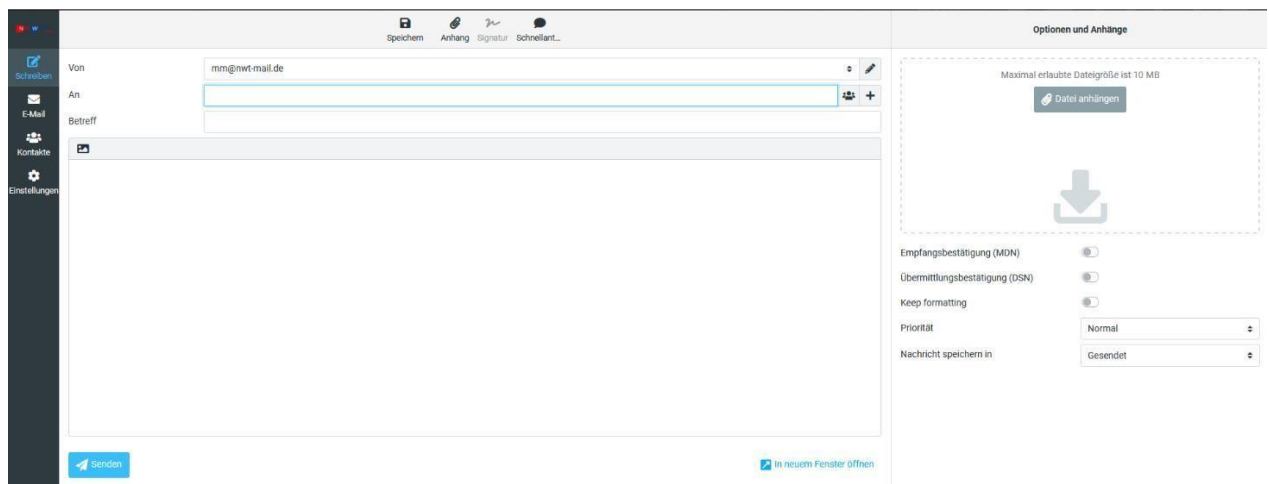 N W
Speichern Anhang Signatur Schnellant...
Optionen und Anhänge
Schreiben
E-Mail
Kontakte
Einstellungen
Von mm@nwt-mail.de
An
Betreff
Maximal erlaubte Dateigröße ist 10 MB
Datei anhängen
Empfangsbestätigung (MDN)
Übermittlungsbestätigung (DSN)
Keep formatting
Priorität Normal
Nachricht speichern in Gesendet
Senden
In neuem Fenster öffnen